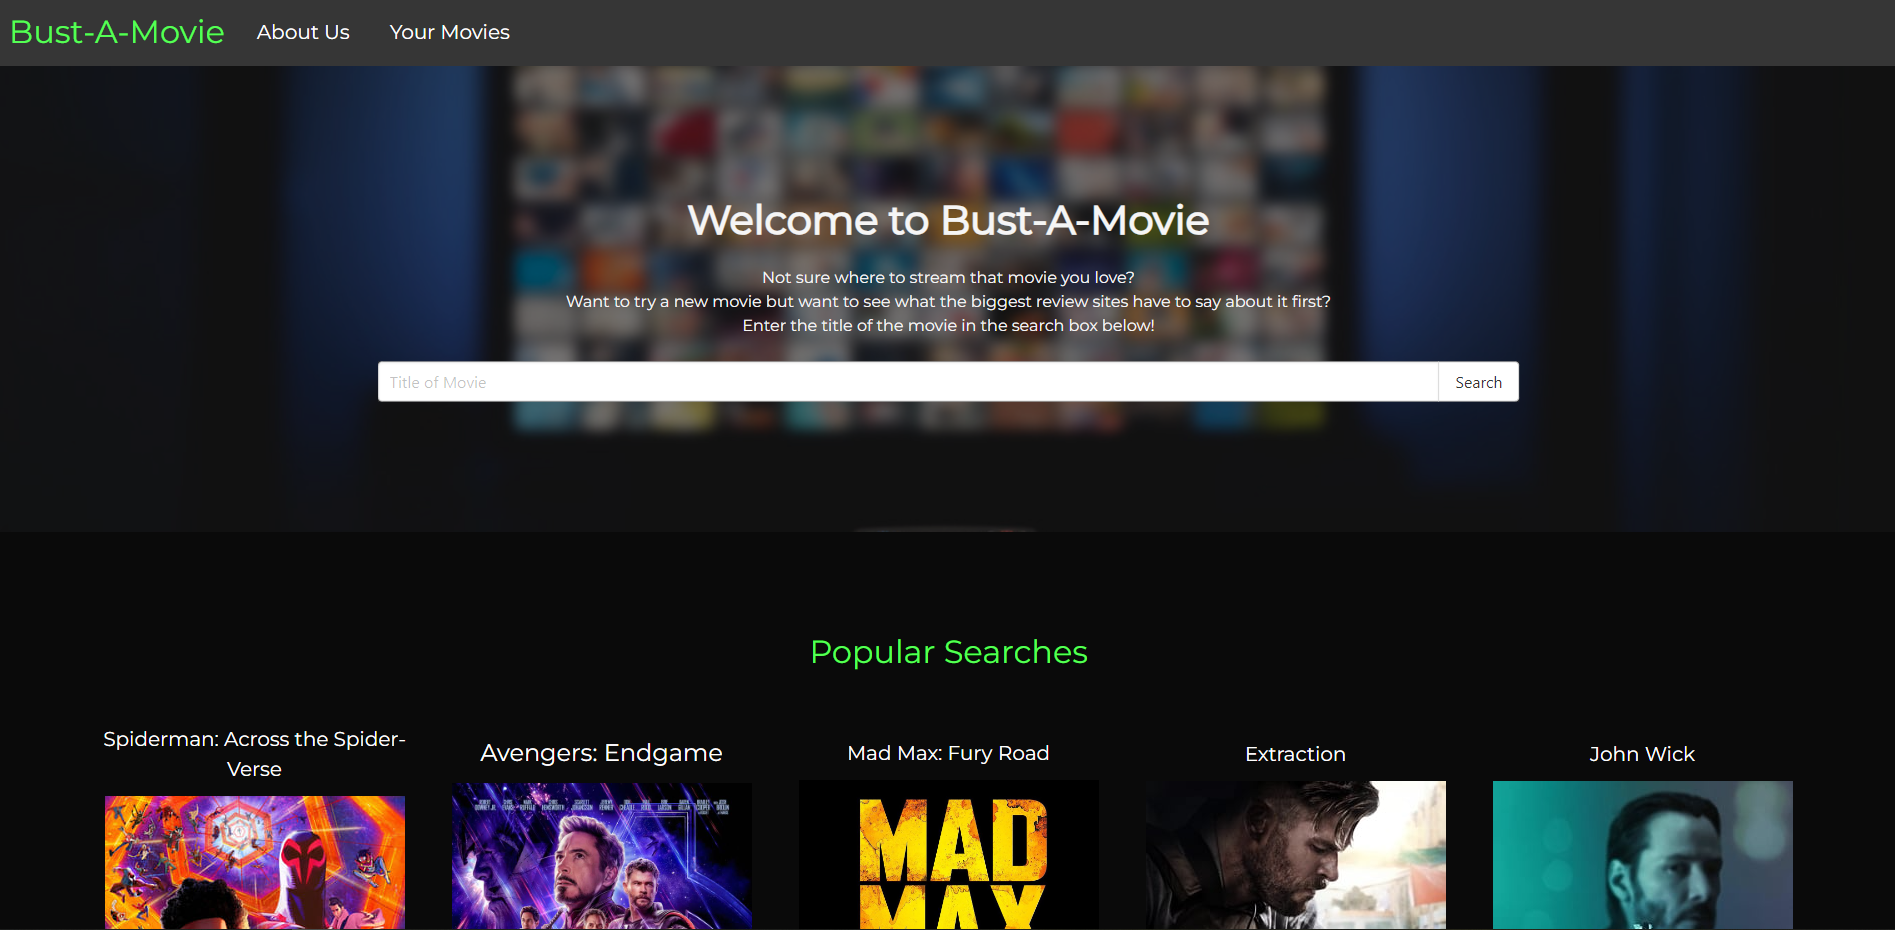 Bust-A-Movie
About Us
Your Movies
Welcome to Bust-A-Movie
Not sure where to stream that movie you love?
Want to try a new movie but want to see what the biggest review sites have to say about it first?
Enter the title of the movie in the search box below!
Title of Movie
Search
Popular Searches
Spiderman: Across the Spider-
Verse
Avengers: Endgame
Mad Max: Fury Road
Extraction
John Wick
MAD
MAX